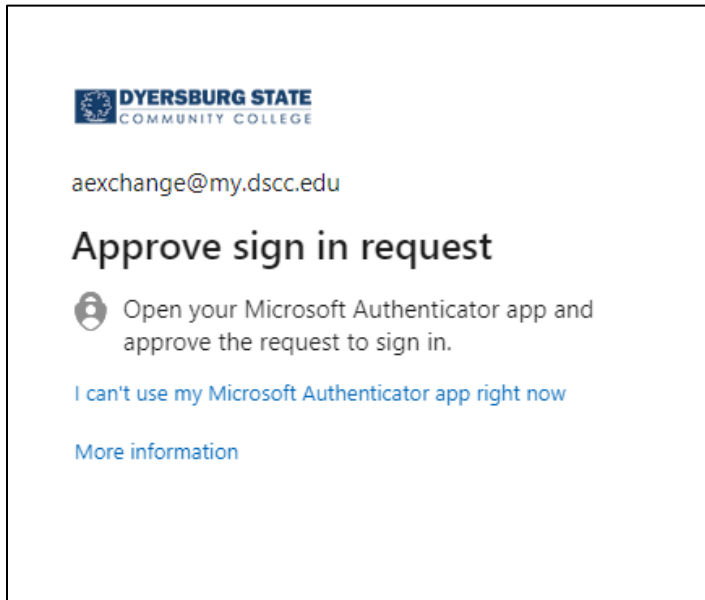 DYERSBURG STATE
COMMUNITY COLLEGE
aexchange@my.dscc.edu
Approve sign in request
Open your Microsoft Authenticator app and
approve the request to sign in.
I can't use my Microsoft Authenticator app right now
More information